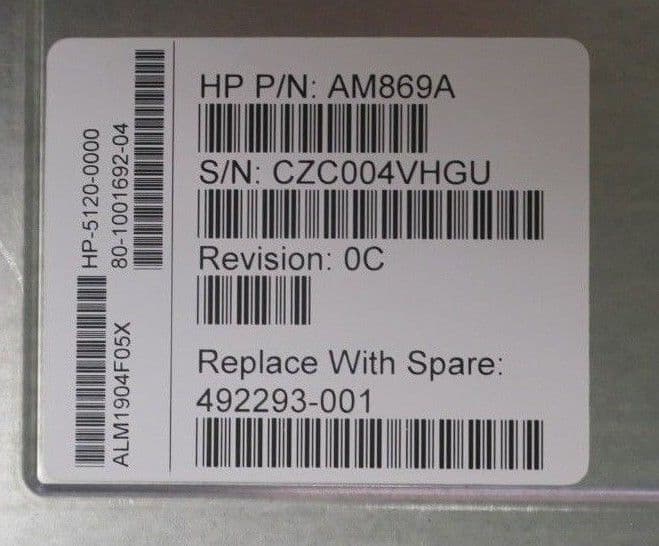 HP P/N: AM869A
S/N: CZC004VHGU
Revision: 0C
Replace With Spare:
492293-001
HP-5120-0000
80-1001692-04
ALM1904F05X